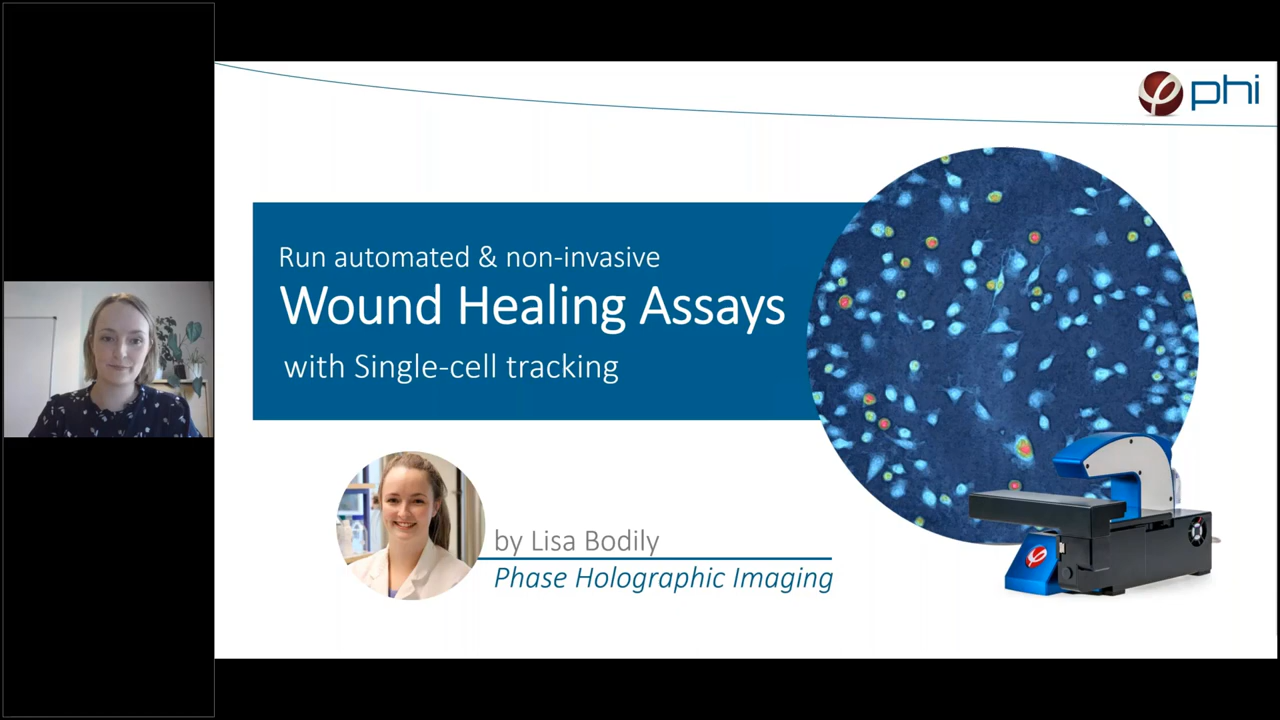 phi
Run automated & non-invasive
Wound Healing Assays
with Single-cell tracking
by Lisa Bodily
Phase Holographic Imaging